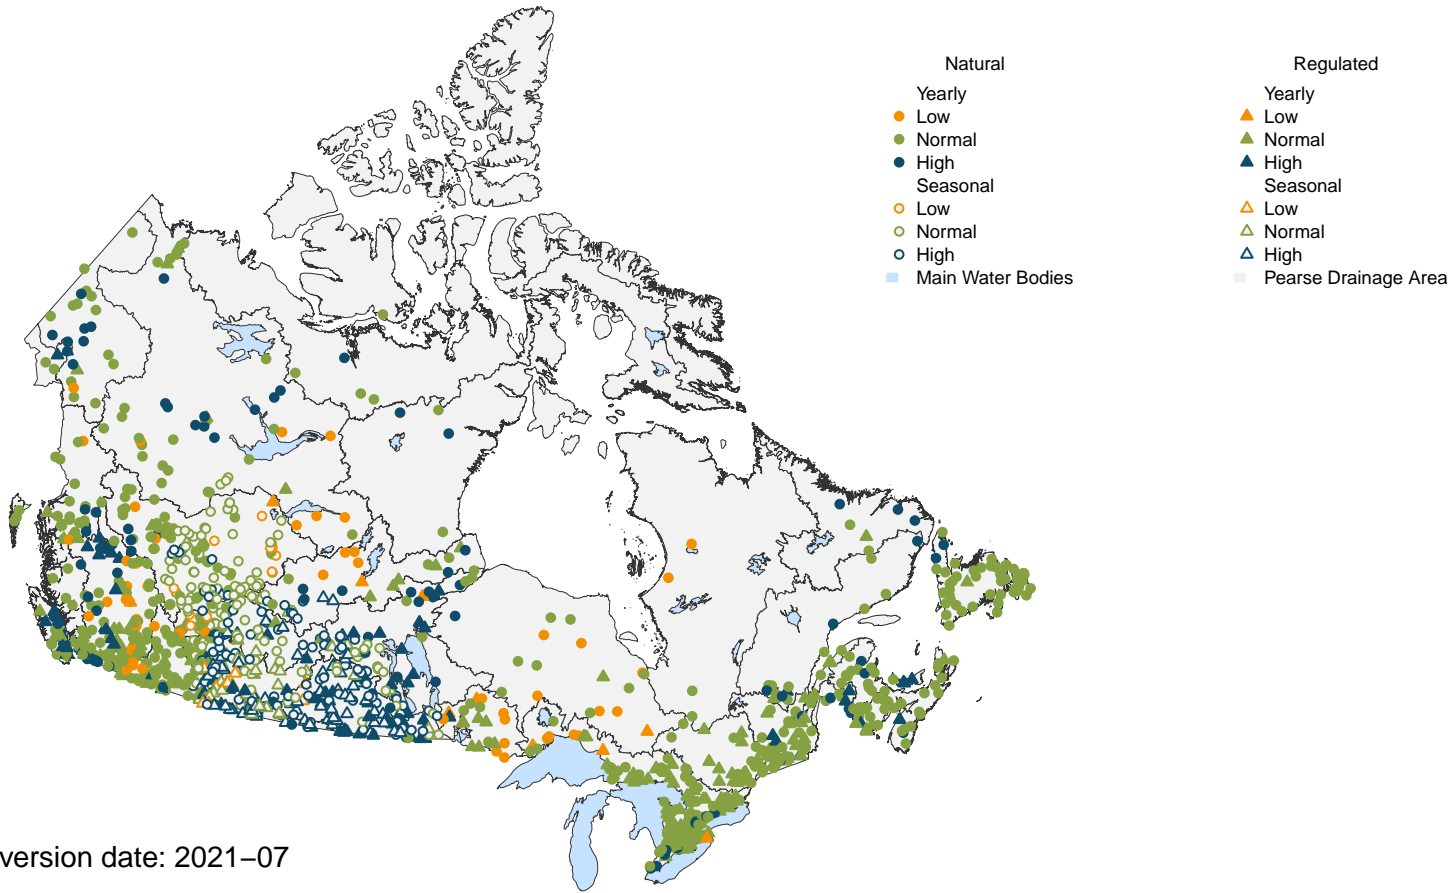 Natural
Yearly
Low
Normal
High
Seasonal
Low
Normal
High
Main Water Bodies
Regulated
Yearly
Low
Normal
High
Seasonal
Low
Normal
High
Pearse Drainage Area
version date: 2021−07